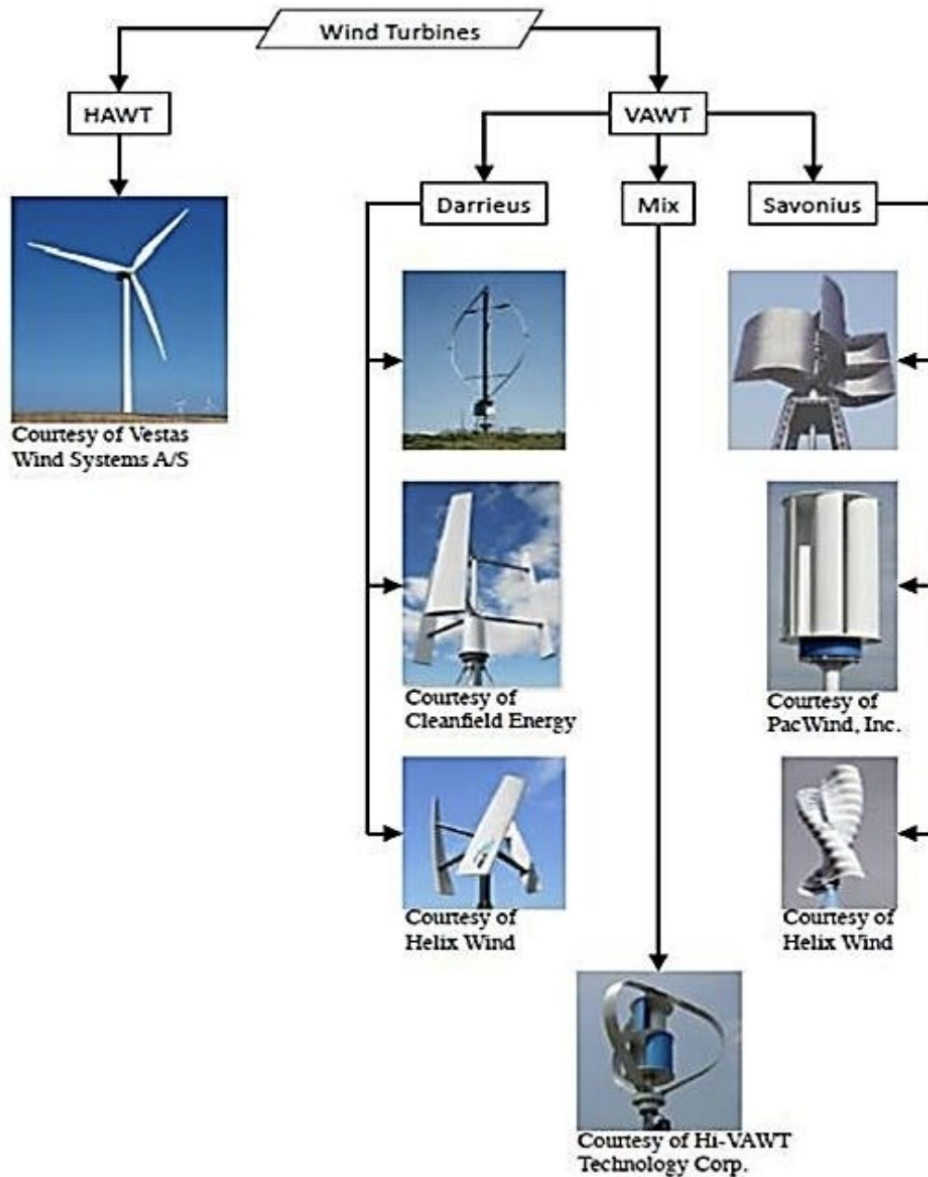 Wind Turbines
HAWT
VAWT
Darrieus
Mix
Savonius
Courtesy of Vestas
Wind Systems A/S
Courtesy of
Cleanfield Energy
Courtesy of
PacWind, Inc.
Courtesy of
Helix Wind
Courtesy of
Helix Wind
Courtesy of Hi-VAWT
Technology Corp.